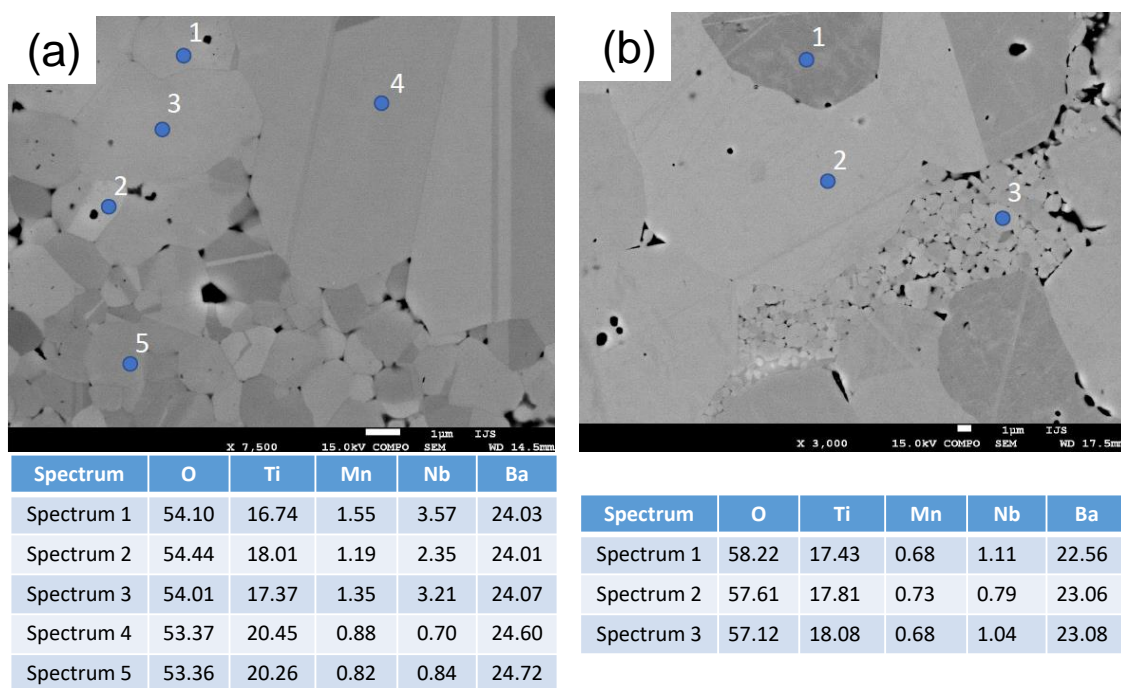 (a)
1
4
3
2
5
1µm IJS
X 7,500 15.0kV COMPO SEM WD 14.5mm
Spectrum O Ti Mn Nb Ba
Spectrum 1 54.10 16.74 1.55 3.57 24.03
Spectrum 2 54.44 18.01 1.19 2.35 24.01
Spectrum 3 54.01 17.37 1.35 3.21 24.07
Spectrum 4 53.37 20.45 0.88 0.70 24.60
Spectrum 5 53.36 20.26 0.82 0.84 24.72
(b)
1
2
3
1µm IJS
X 3,000 15.0kV COMPO SEM WD 17.5mm
Spectrum O Ti Mn Nb Ba
Spectrum 1 58.22 17.43 0.68 1.11 22.56
Spectrum 2 57.61 17.81 0.73 0.79 23.06
Spectrum 3 57.12 18.08 0.68 1.04 23.08